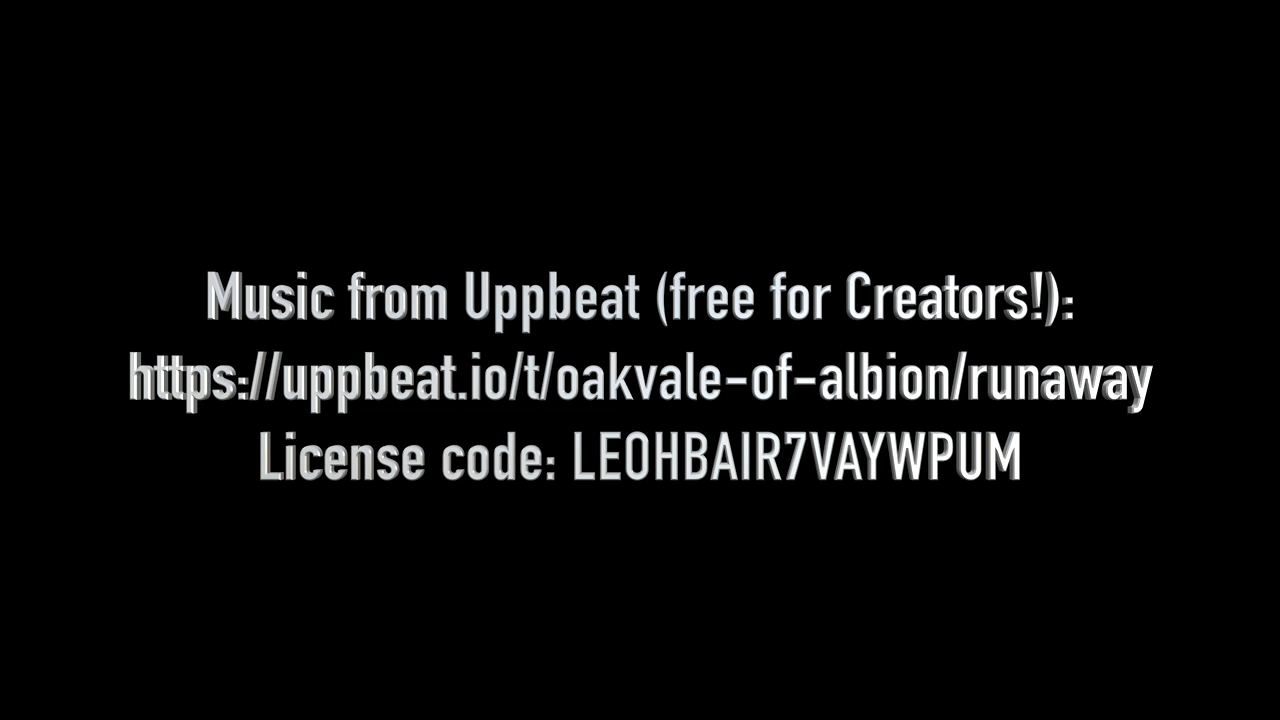 Music from Uppbeat (free for Creators!):
https://uppbeat.io/t/oakvale-of-albion/runaway
License code: LEOHBAIR7VAYWPUM